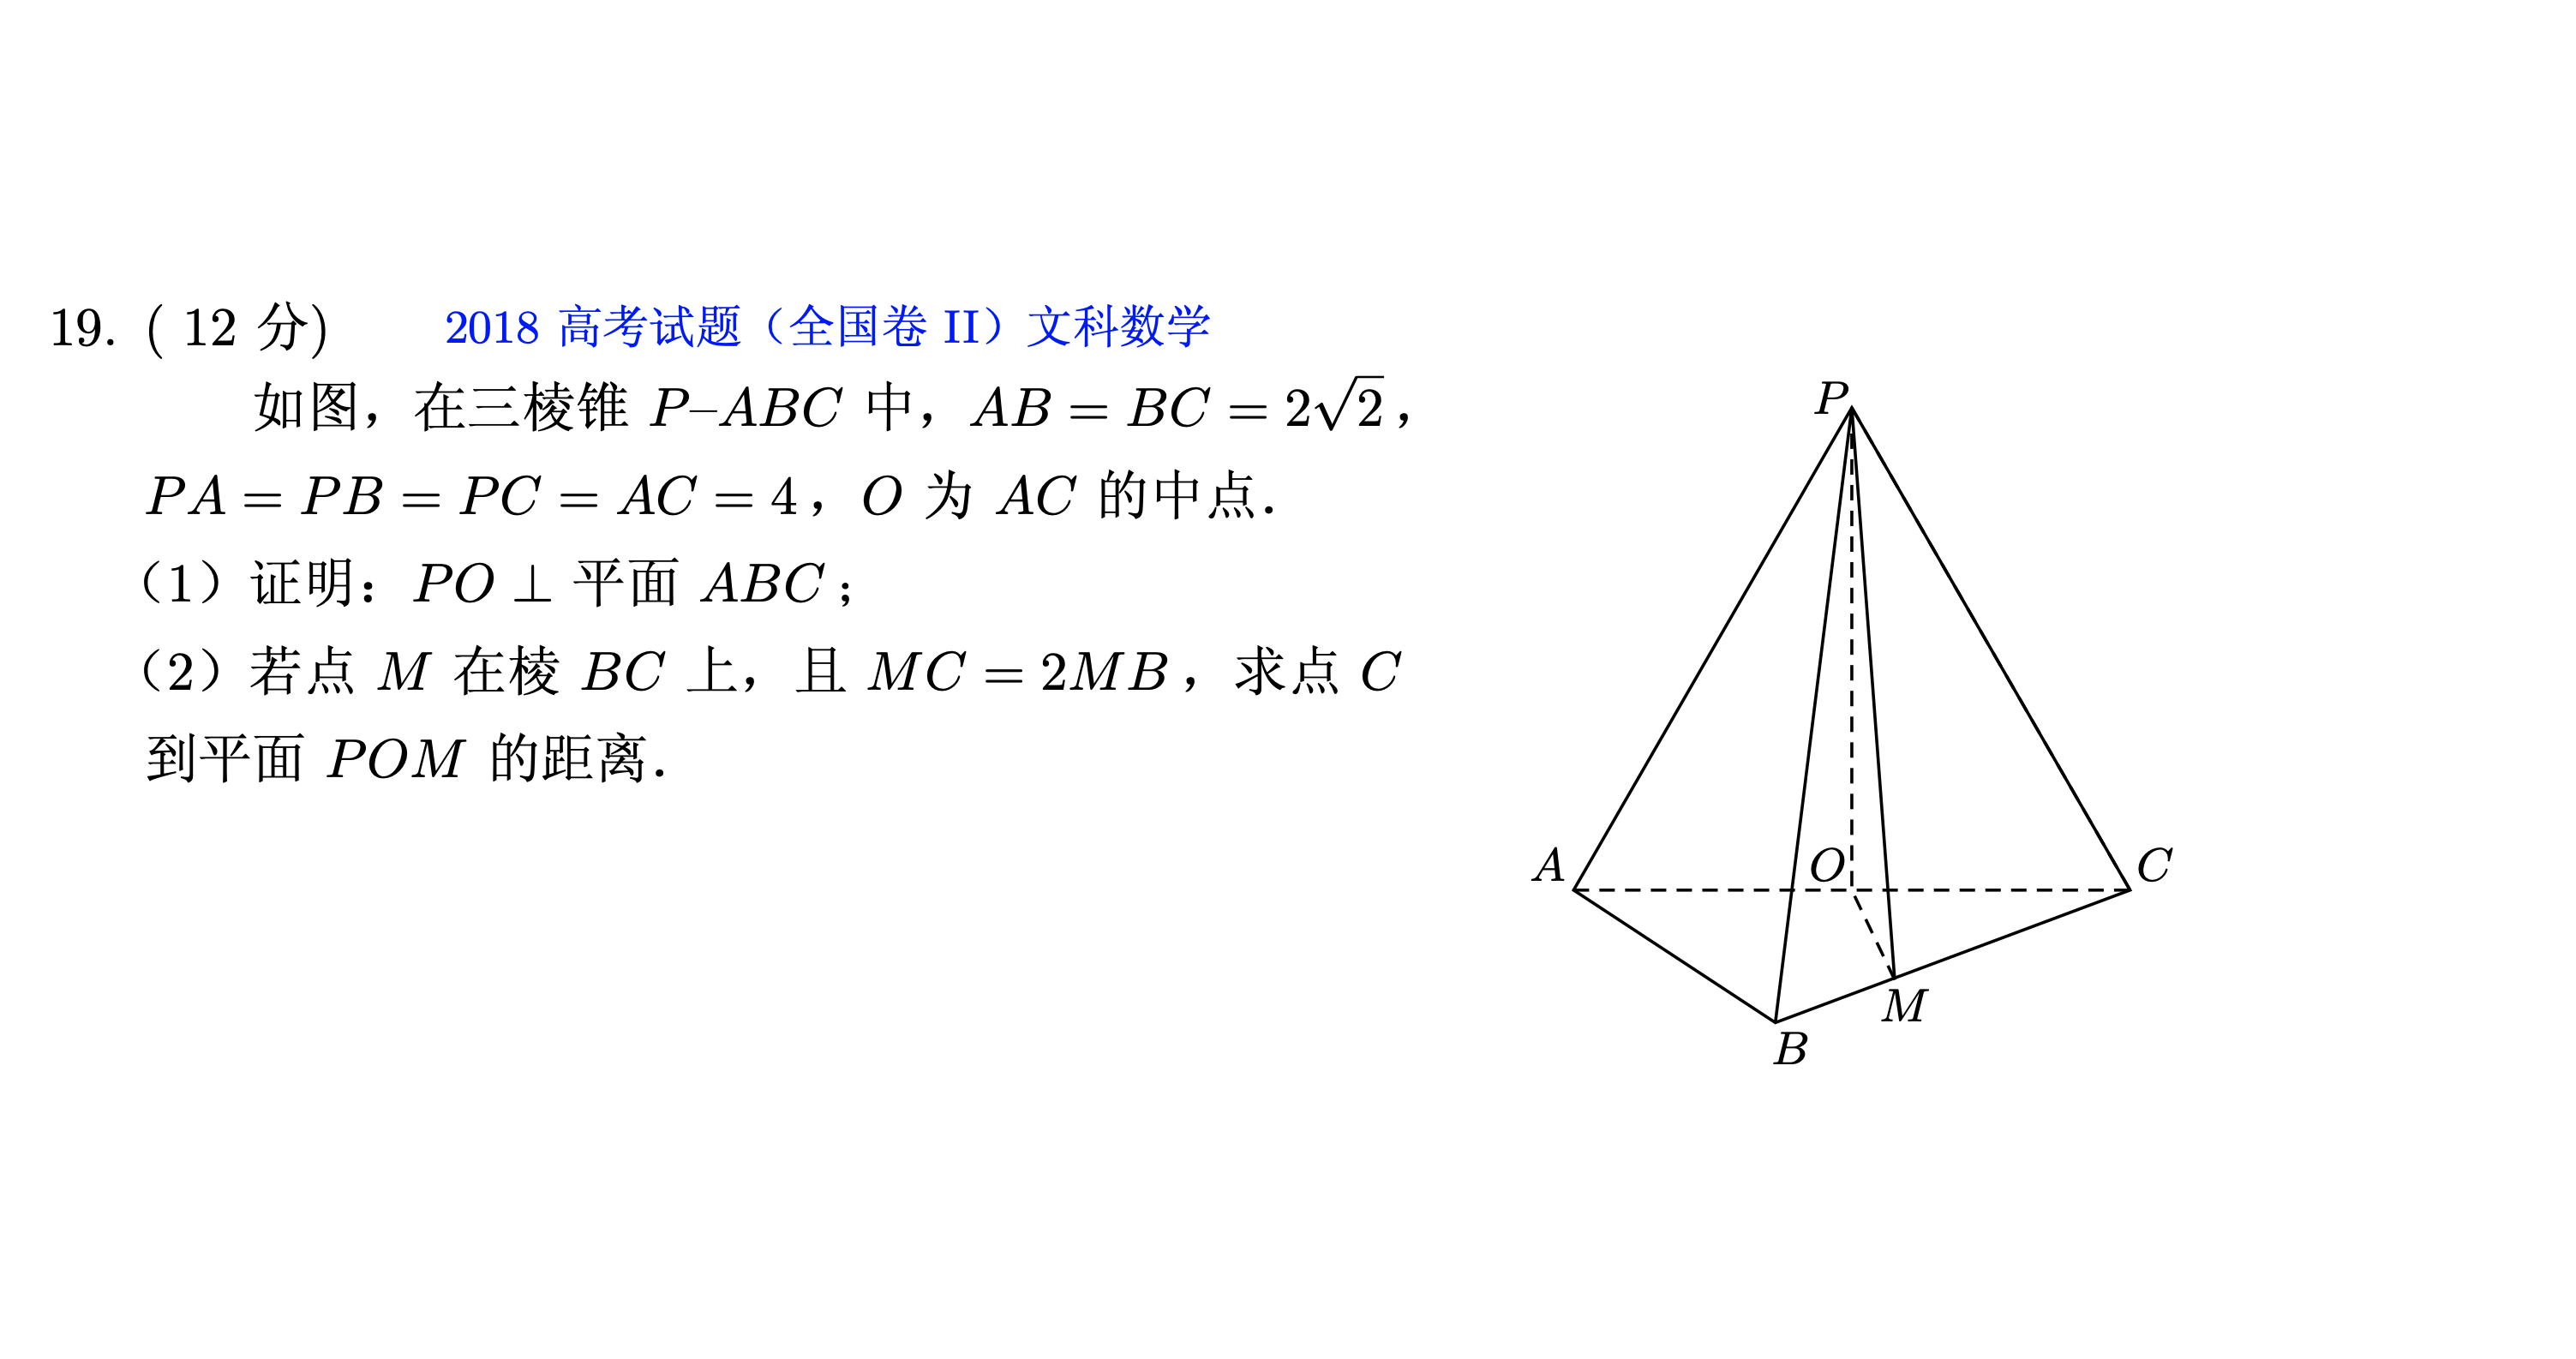 19. ( 12 分)
2018 高考试题（全国卷 II）文科数学
如图，在三棱锥 P–ABC 中，AB = BC = 2√2，
PA = PB = PC = AC = 4，O 为 AC 的中点.
（1）证明：PO ⊥ 平面 ABC；
（2）若点 M 在棱 BC 上，且 MC = 2MB，求点 C
到平面 POM 的距离.
P
A
O
C
M
B